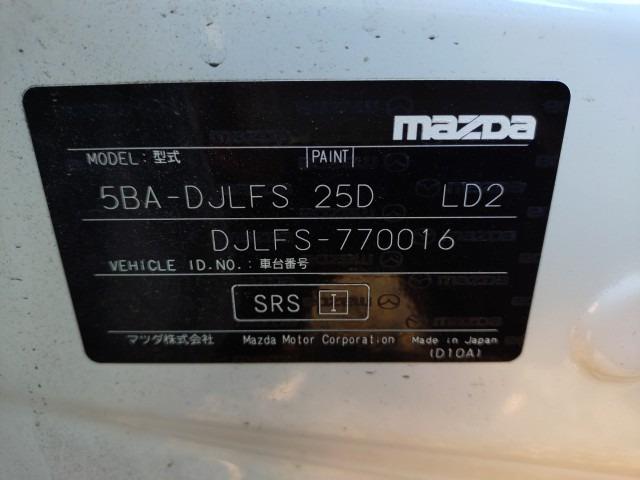 mazda
MODEL: 型式 PAINT
5BA-DJLFS 25D LD2
DJLFS-770016
VEHICLE ID.NO.: 車台番号
SRS I
マツダ株式会社 Mazda Motor Corporation Made in Japan
(D10A)